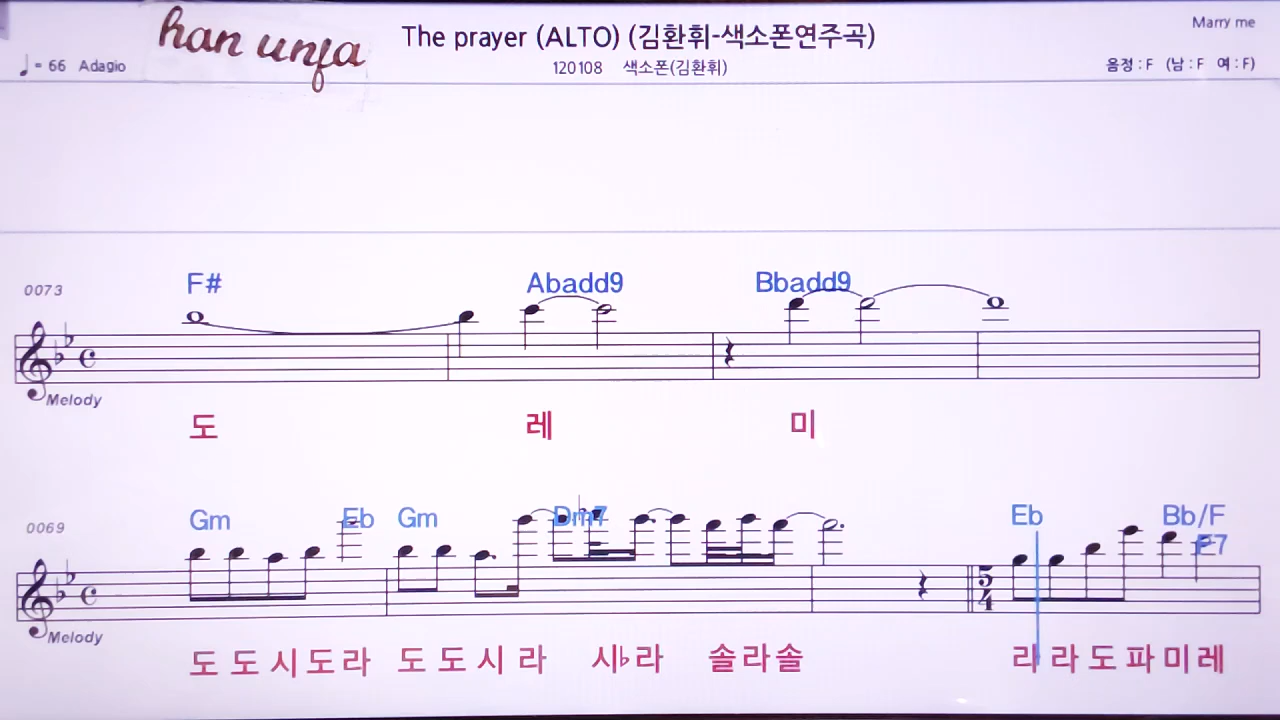 Marry me
han unfa
The prayer (ALTO) (김환휘-색소폰연주곡)
♩= 66 Adagio
120108 색소폰(김환휘)
음정 : F (남 : F 여 : F)
0073
F# Abadd9 Bbadd9
Melody
도 레 미
0069
Gm Eb Gm Dm7 Eb Bb/F
F7
5
4
Melody
도 도 시 도 라 도 도 시 라 시♭ 라 솔 라 솔 라 라 도 파 미 레